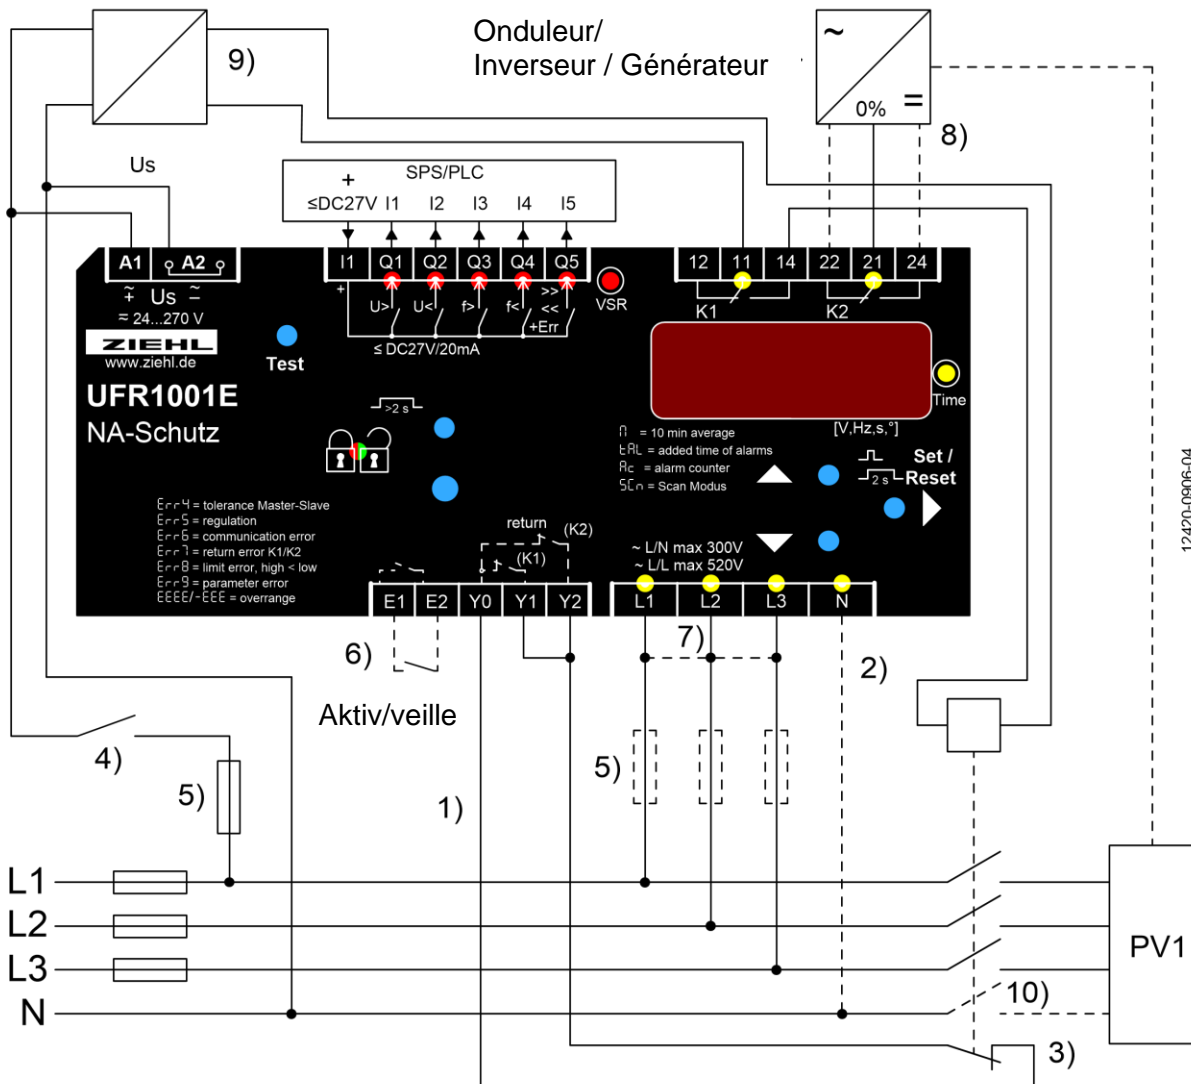 Onduleur/
Inverseur / Générateur
9)
~
0% =
8)
Us
SPS/PLC
+
≤DC27V I1 I2 I3 I4 I5
A1 A2
I1 Q1 Q2 Q3 Q4 Q5
12 11 14 22 21 24
~ Us ~
+ -
≂ 24...270 V
+ U> U< f> f< >>
<<
+Err
VSR
K1 K2
≤ DC27V/20mA
ZIEHL
www.ziehl.de
Test
UFR1001E
NA-Schutz
>2 s
Time
[V,Hz,s,°]
n = 10 min average
tAL = added time of alarms
Ac = alarm counter
SCn = Scan Modus
Set /
Reset
2 s
Err4 = tolerance Master-Slave
Err5 = regulation
Err6 = communication error
Err7 = return error K1/K2
Err8 = limit error, high < low
Err9 = parameter error
EEEE/-EEE = overrange
return (K2)
(K1)
~ L/N max 300V
~ L/L max 520V
E1 E2 Y0 Y1 Y2
L1 L2 L3 N
6)
7)
2)
Aktiv/veille
4)
5)
5)
1)
L1
L2
L3
N
PV1
10)
3)
12420-0906-04